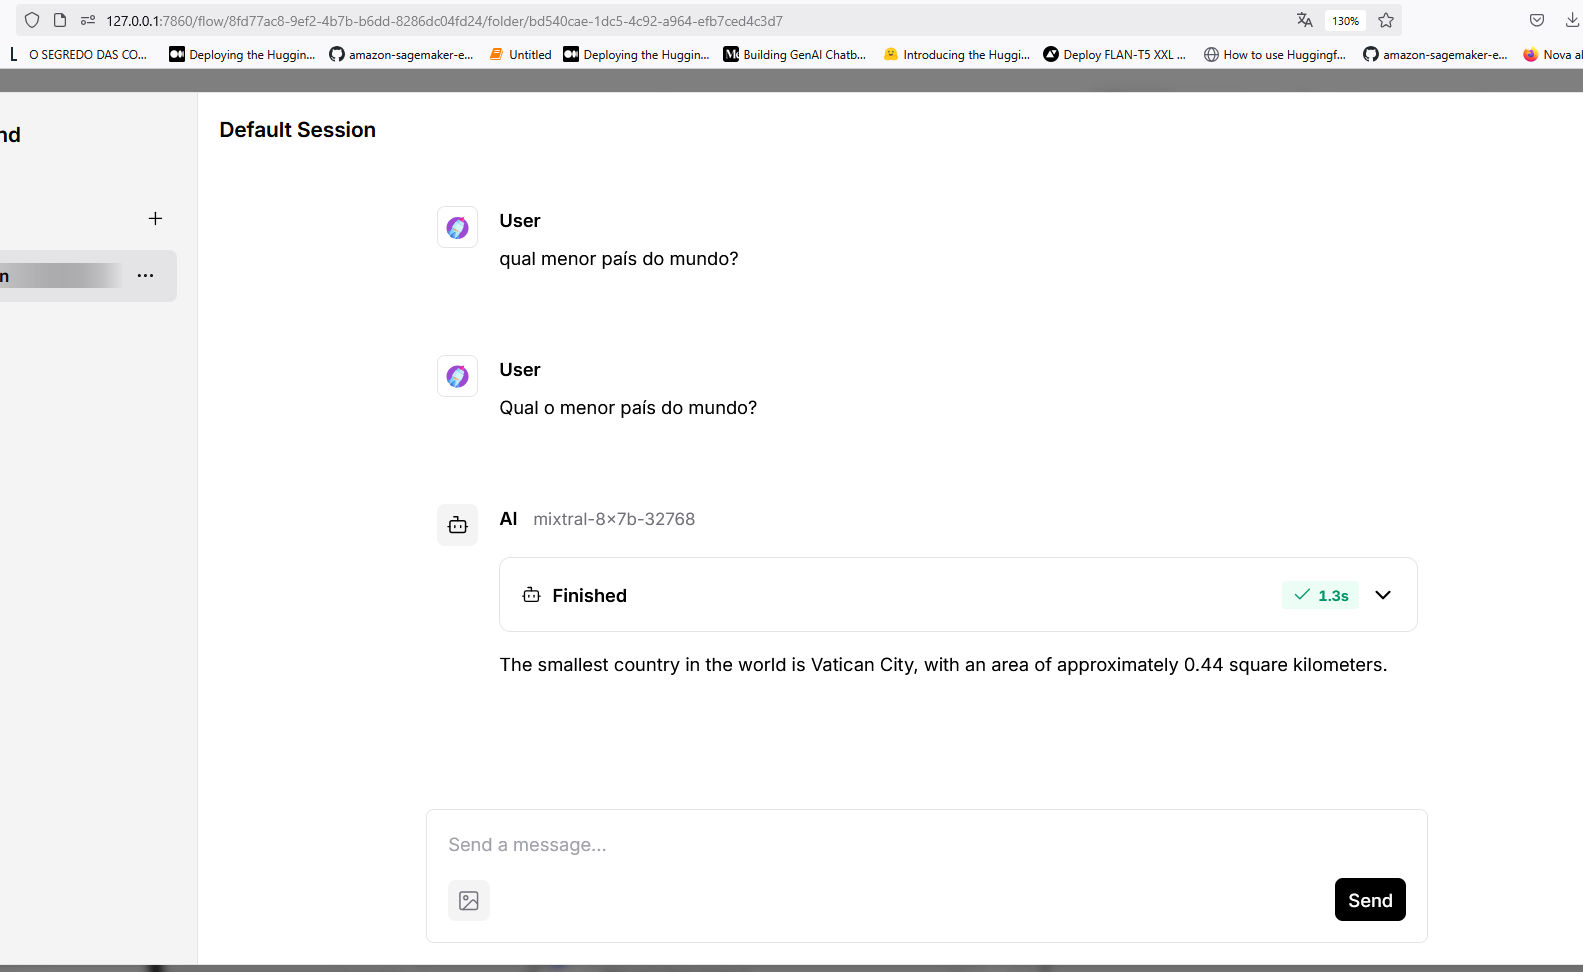 127.0.0.1:7860/flow/8fd77ac8-9ef2-4b7b-b6dd-8286dc04fd24/folder/bd540cae-1dc5-4c92-a964-efb7ced4c3d7 130%
L O SEGREDO DAS CO... Deploying the Huggin... amazon-sagemaker-e... Untitled Deploying the Huggin... Building GenAI Chatb... Introducing the Huggi... Deploy FLAN-T5 XXL ... How to use Huggingf... amazon-sagemaker-e... Nova al
nd
Default Session
User
qual menor país do mundo?
n
User
Qual o menor país do mundo?
AI mixtral-8x7b-32768
Finished 1.3s
The smallest country in the world is Vatican City, with an area of approximately 0.44 square kilometers.
Send a message...
Send